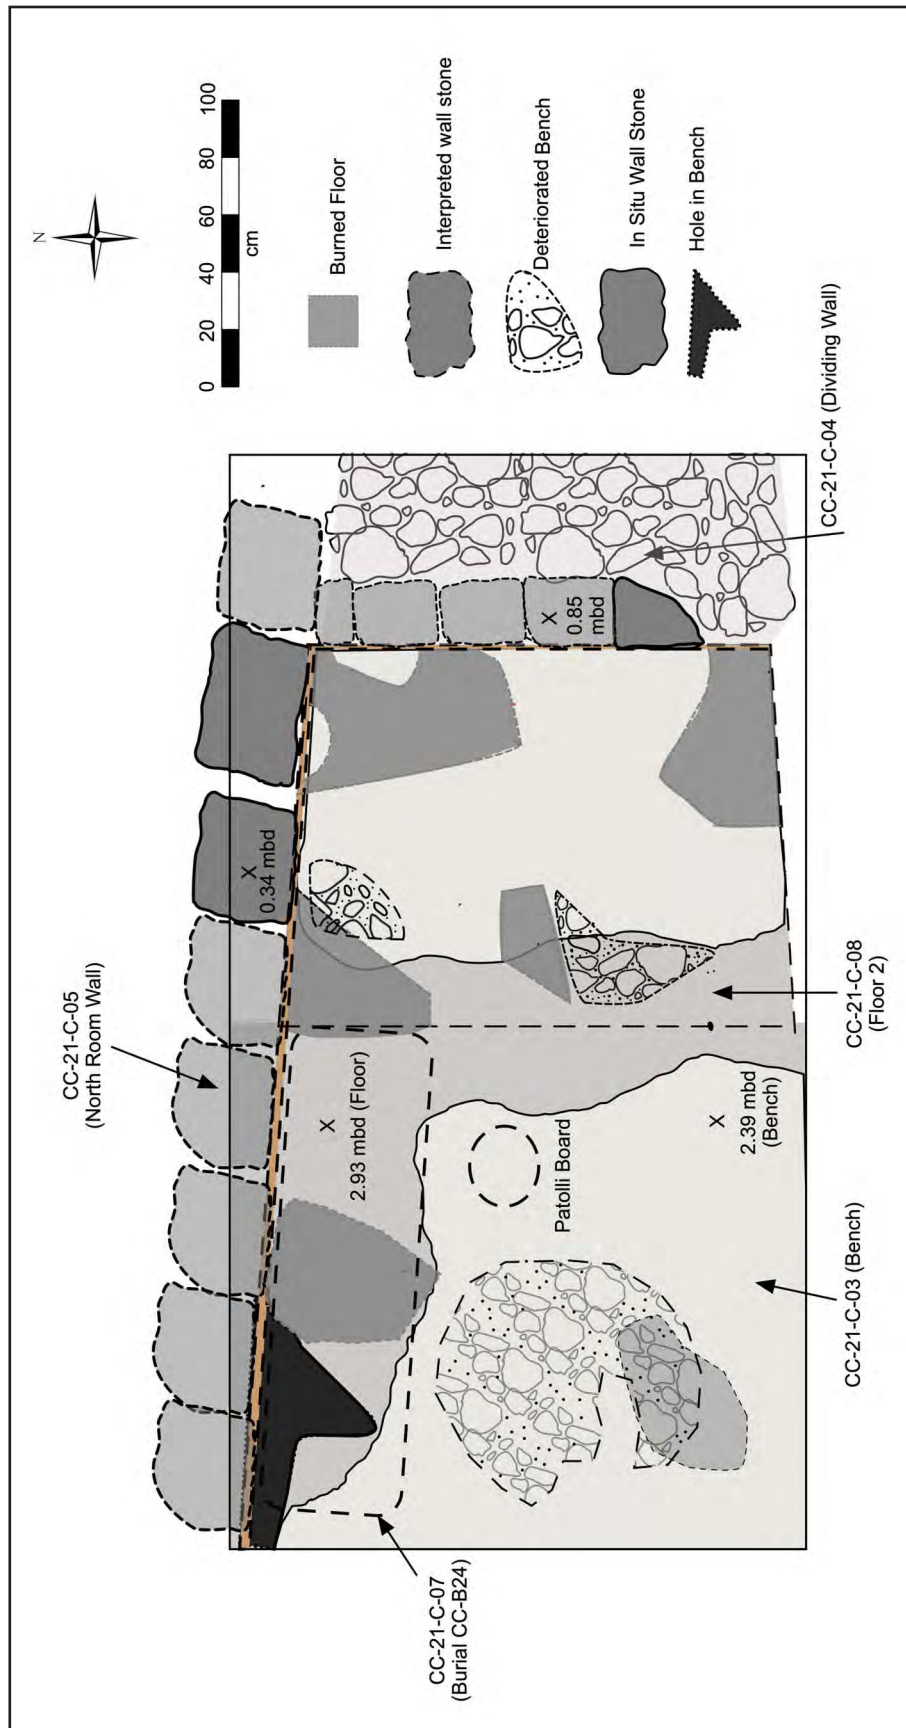 N
0
20
40
60
80
100
cm
Burned Floor
Interpreted wall stone
Deteriorated Bench
In Situ Wall Stone
Hole in Bench
CC-21-C-05
(North Room Wall)
X
0.34 mbd
X
0.85
mbd
CC-21-C-04 (Dividing Wall)
X
2.93 mbd (Floor)
Patolli Board
X
2.39 mbd
(Bench)
CC-21-C-08
(Floor 2)
CC-21-C-03 (Bench)
CC-21-C-07
(Burial CC-B24)